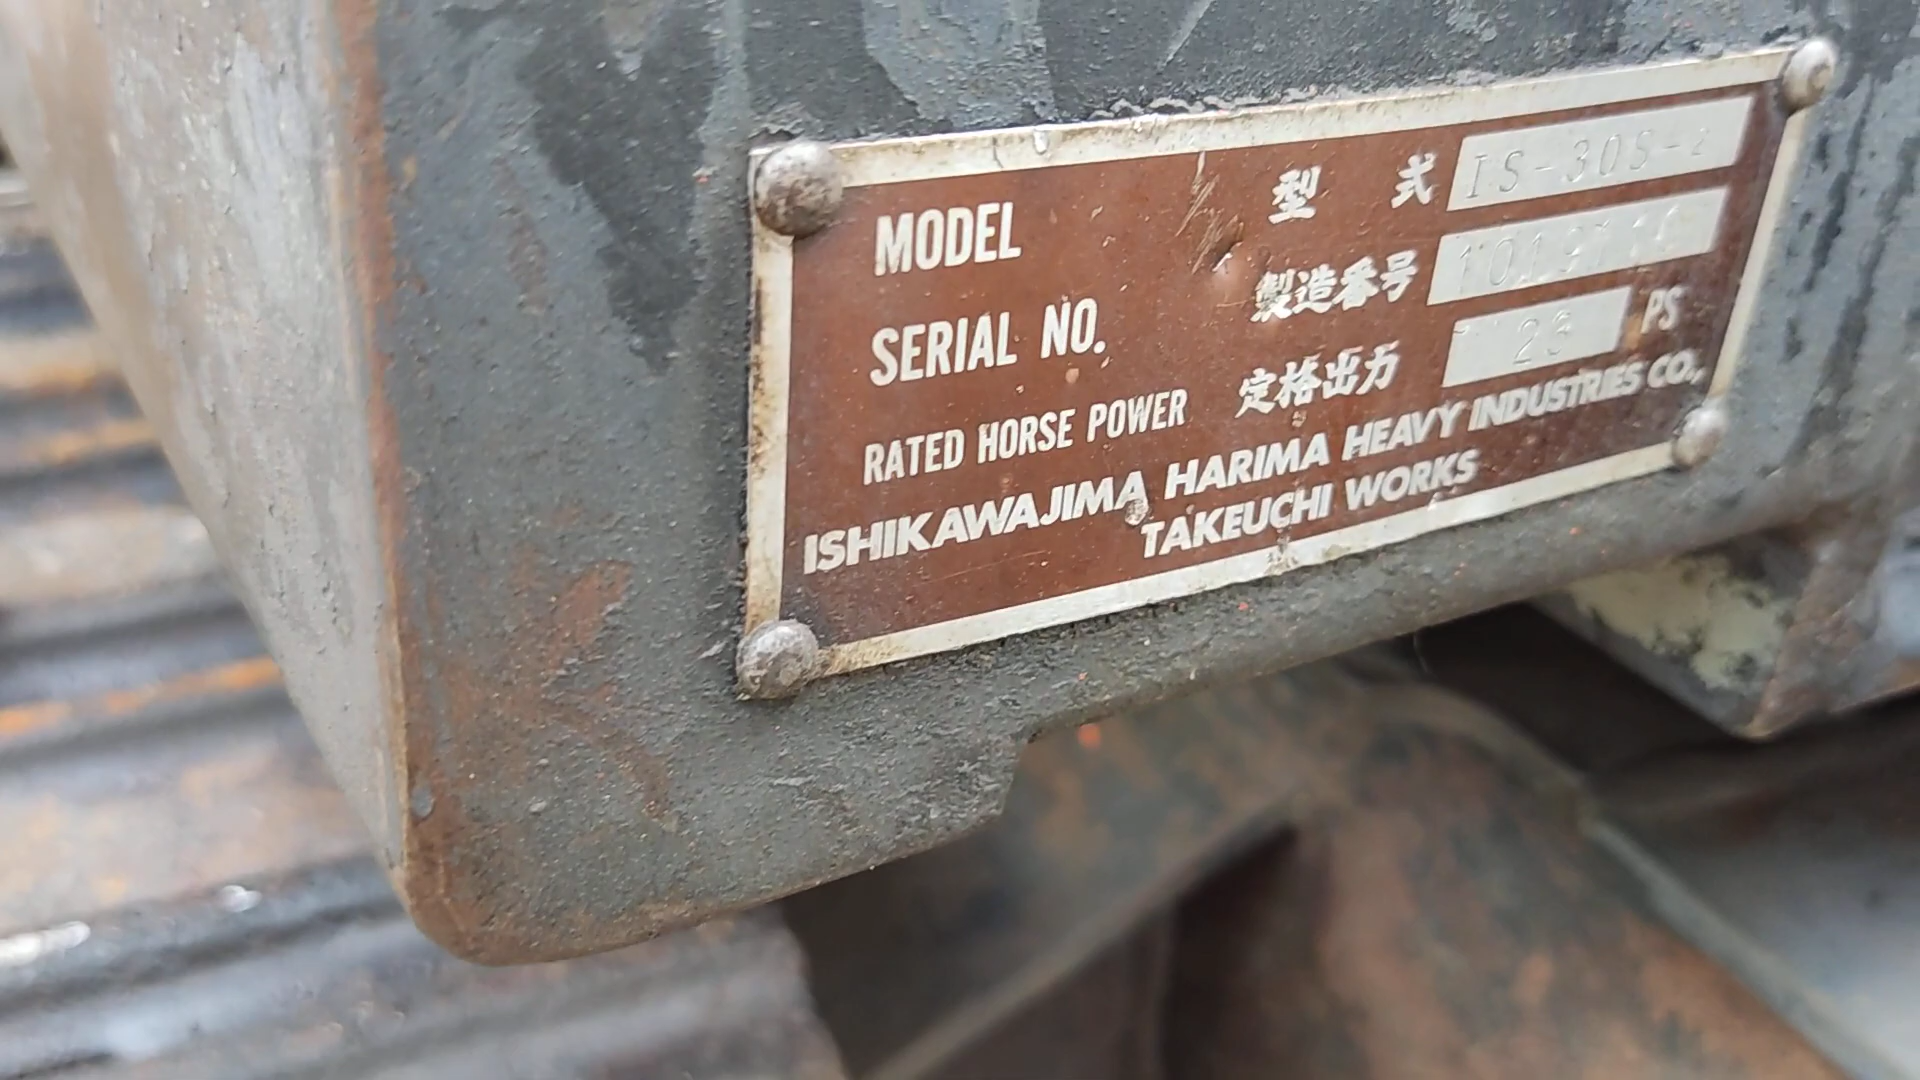 MODEL 型 式 IS-30S-2
SERIAL NO. 製造番号
RATED HORSE POWER 定格出力 23 PS
ISHIKAWAJIMA HARIMA HEAVY INDUSTRIES CO.,
TAKEUCHI WORKS